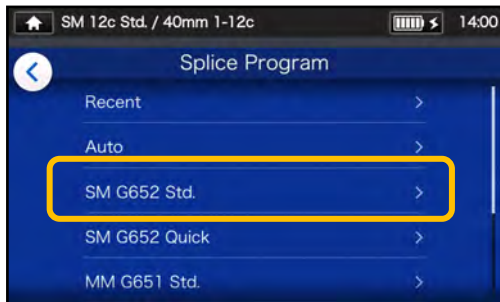 SM 12c Std. / 40mm 1-12c 14:00
Splice Program
Recent
Auto
SM G652 Std.
SM G652 Quick
MM G651 Std.